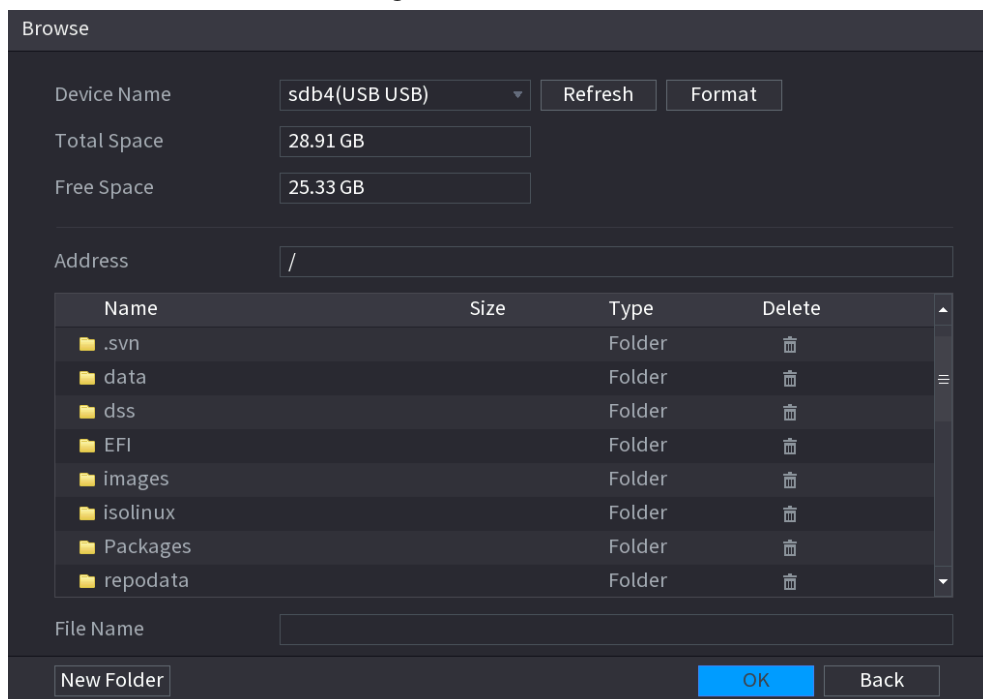 Browse
Device Name sdb4(USB USB) Refresh Format
Total Space 28.91 GB
Free Space 25.33 GB
Address /
Name Size Type Delete
.svn Folder
data Folder
dss Folder
EFI Folder
images Folder
isolinux Folder
Packages Folder
repodata Folder
File Name
New Folder OK Back